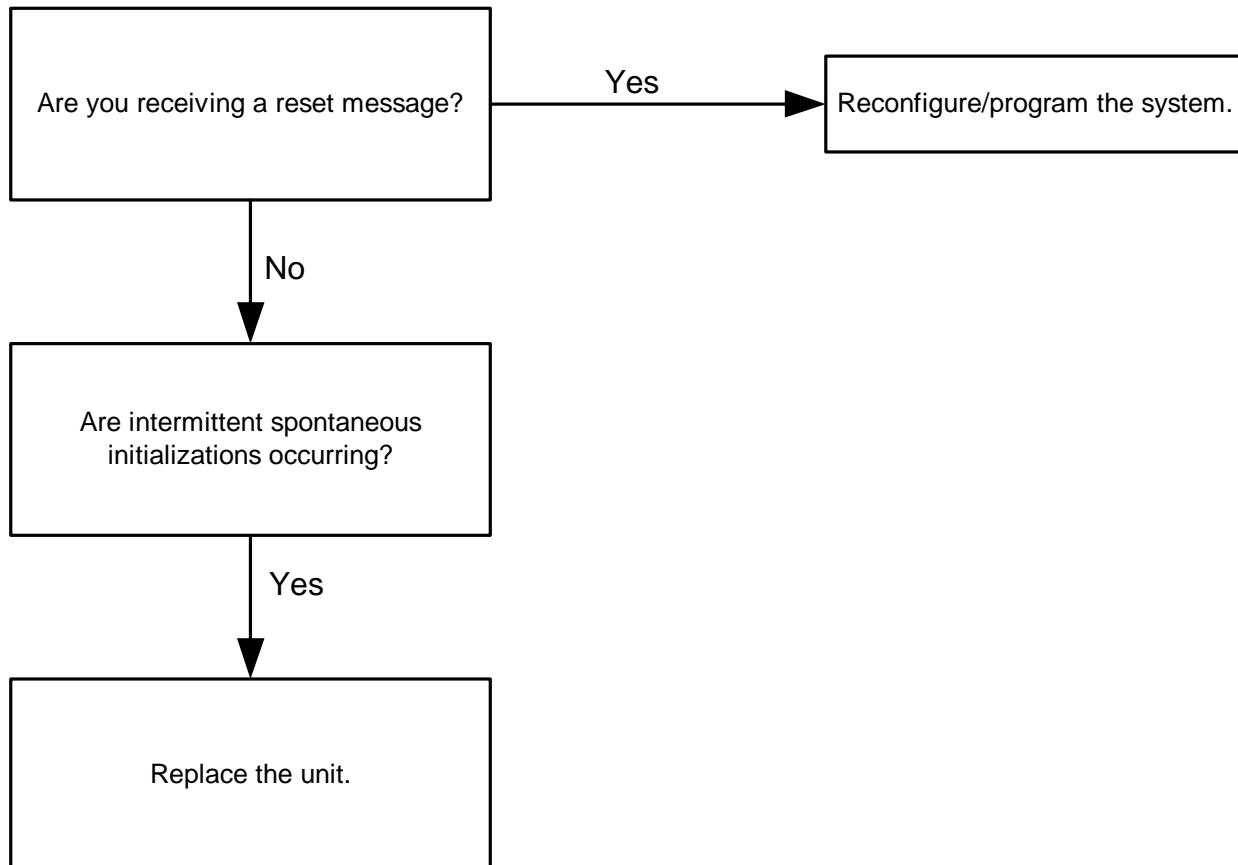 Are you receiving a reset message?
Yes
Reconfigure/program the system.
No
Are intermittent spontaneous
initializations occurring?
Yes
Replace the unit.